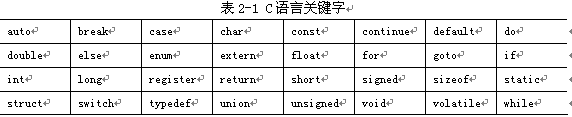 表 2-1 C 语言关键字
auto break case char const continue default do
double else enum extern float for goto if
int long register return short signed sizeof static
struct switch typedef union unsigned void volatile while